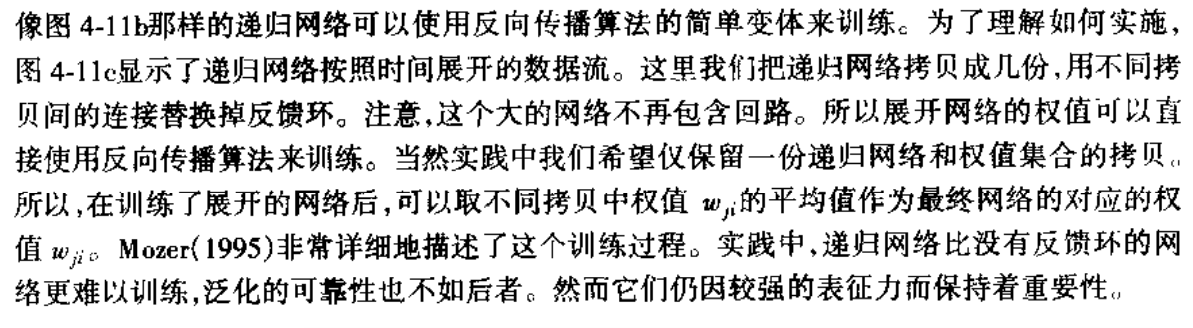 像图 4-11b那样的递归网络可以使用反向传播算法的简单变体来训练。为了理解如何实施，
图 4-11c显示了递归网络按照时间展开的数据流。这里我们把递归网络拷贝成几份,用不同拷
贝间的连接替换掉反馈环。注意,这个大的网络不再包含回路。所以展开网络的权值可以直
接使用反向传播算法来训练。当然实践中我们希望仅保留一份递归网络和权值集合的拷贝。
所以,在训练了展开的网络后,可以取不同拷贝中权值 wji的平均值作为最终网络的对应的权
值 wji。Mozer(1995)非常详细地描述了这个训练过程。实践中,递归网络比没有反馈环的网
络更难以训练,泛化的可靠性也不如后者。然而它们仍因较强的表征力而保持着重要性。